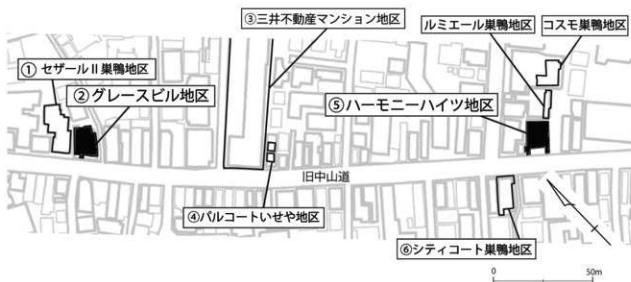 ③三井不動産マンション地区
ルミエール巣鴨地区
コスモ巣鴨地区
① セザールⅡ巣鴨地区
②グレースビル地区
⑤ハーモニーハイツ地区
旧中山道
④パルコートいせや地区
⑥シティコート巣鴨地区
0 50m